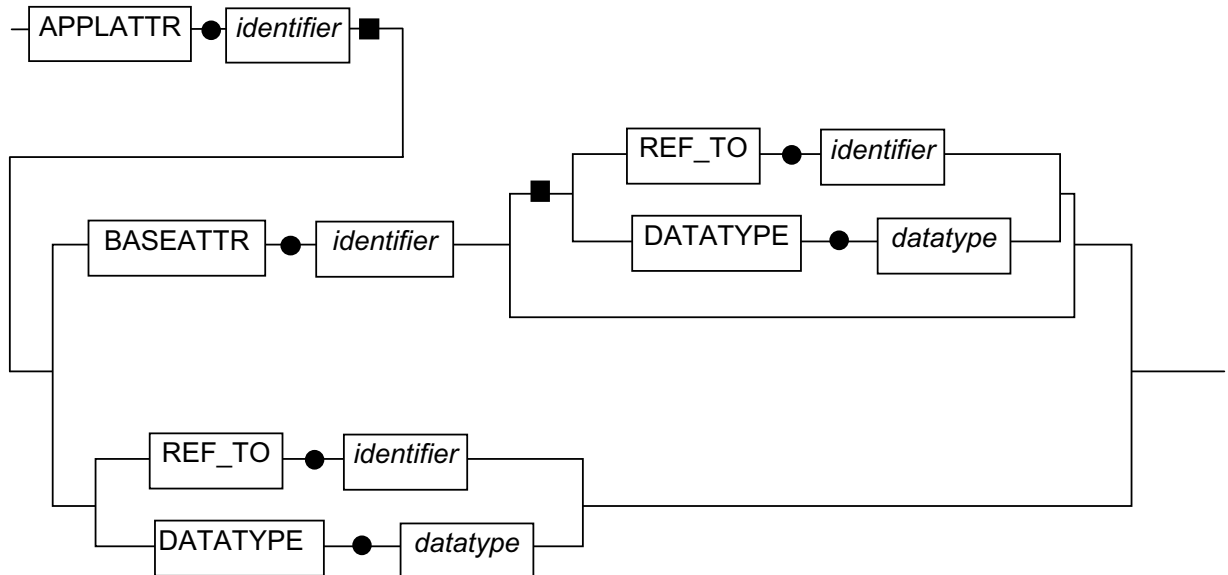 APPLATTR identifier
REF_TO identifier
BASEATTR identifier DATATYPE datatype
REF_TO identifier
DATATYPE datatype